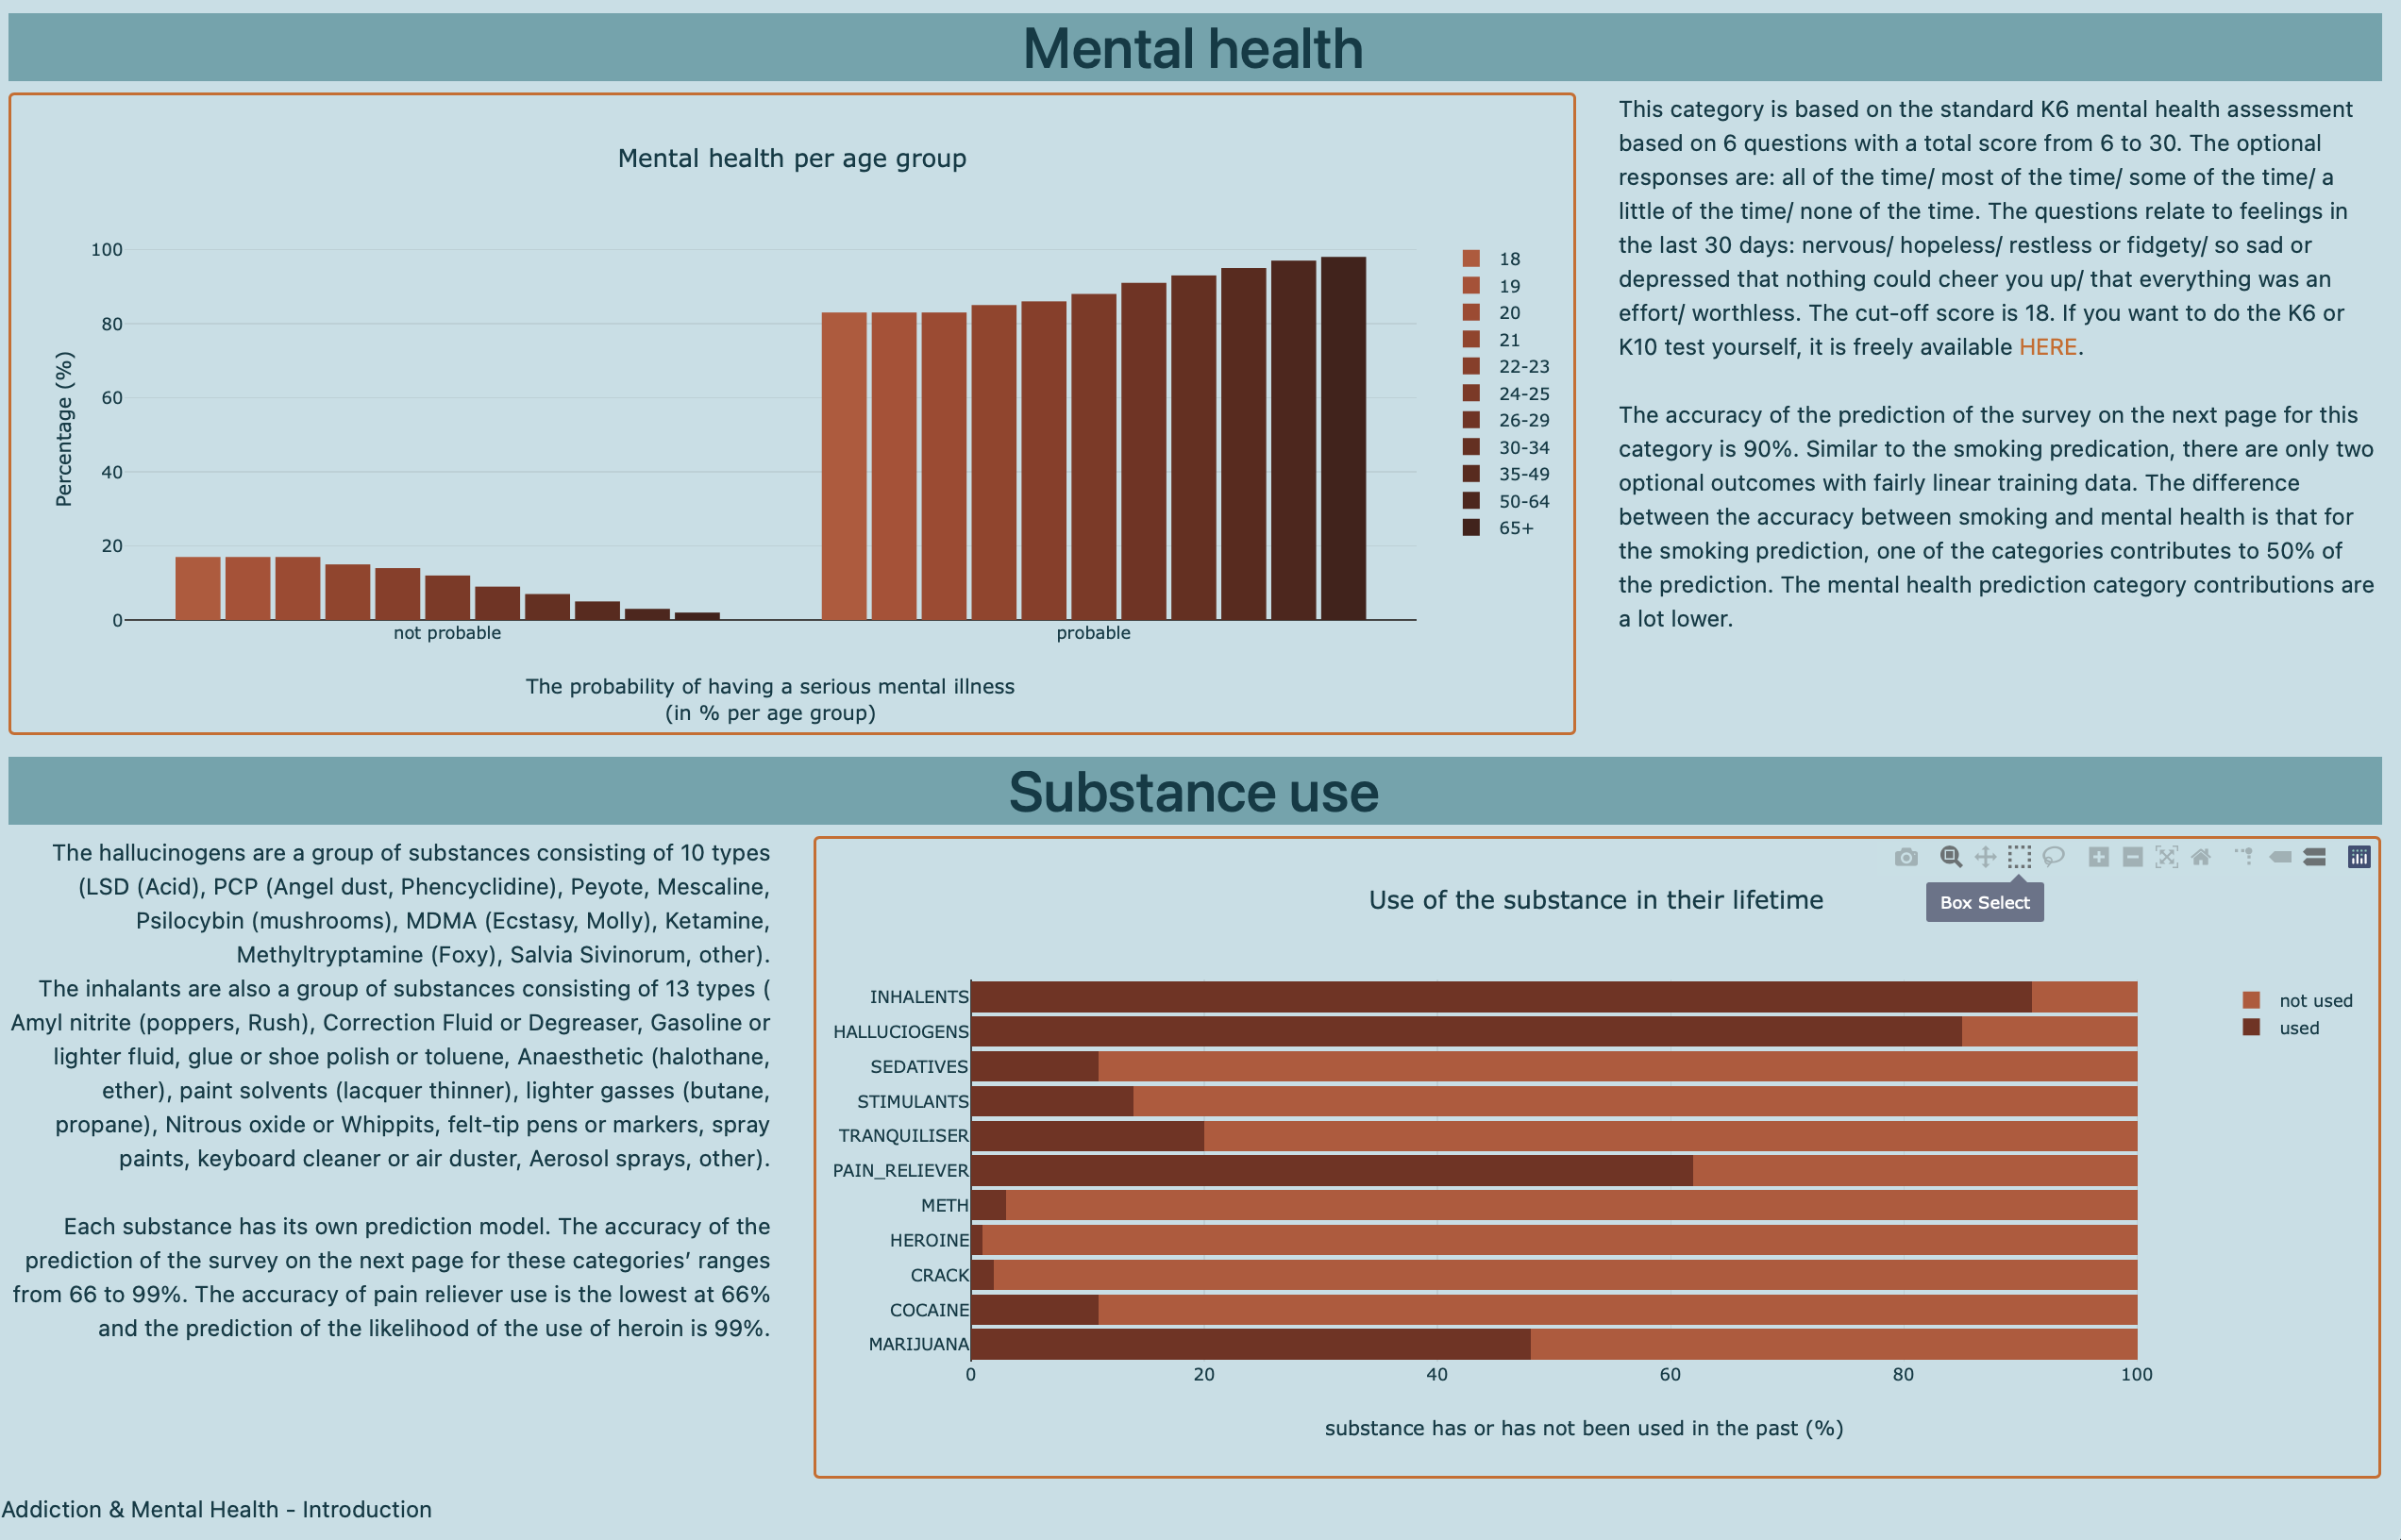 Mental health
Mental health per age group
100
80
60
40
20
0
Percentage (%)
not probable
probable
The probability of having a serious mental illness
(in % per age group)
18
19
20
21
22-23
24-25
26-29
30-34
35-49
50-64
65+
This category is based on the standard K6 mental health assessment
based on 6 questions with a total score from 6 to 30. The optional
responses are: all of the time/ most of the time/ some of the time/ a
little of the time/ none of the time. The questions relate to feelings in
the last 30 days: nervous/ hopeless/ restless or fidgety/ so sad or
depressed that nothing could cheer you up/ that everything was an
effort/ worthless. The cut-off score is 18. If you want to do the K6 or
K10 test yourself, it is freely available HERE.
The accuracy of the prediction of the survey on the next page for this
category is 90%. Similar to the smoking predication, there are only two
optional outcomes with fairly linear training data. The difference
between the accuracy between smoking and mental health is that for
the smoking prediction, one of the categories contributes to 50% of
the prediction. The mental health prediction category contributions are
a lot lower.
Substance use
The hallucinogens are a group of substances consisting of 10 types
(LSD (Acid), PCP (Angel dust, Phencyclidine), Peyote, Mescaline,
Psilocybin (mushrooms), MDMA (Ecstasy, Molly), Ketamine,
Methyltryptamine (Foxy), Salvia Sivinorum, other).
The inhalants are also a group of substances consisting of 13 types (
Amyl nitrite (poppers, Rush), Correction Fluid or Degreaser, Gasoline or
lighter fluid, glue or shoe polish or toluene, Anaesthetic (halothane,
ether), paint solvents (lacquer thinner), lighter gasses (butane,
propane), Nitrous oxide or Whippits, felt-tip pens or markers, spray
paints, keyboard cleaner or air duster, Aerosol sprays, other).
Each substance has its own prediction model. The accuracy of the
prediction of the survey on the next page for these categories’ ranges
from 66 to 99%. The accuracy of pain reliever use is the lowest at 66%
and the prediction of the likelihood of the use of heroin is 99%.
Use of the substance in their lifetime
Box Select
INHALENTS
HALLUCIOGENS
SEDATIVES
STIMULANTS
TRANQUILISER
PAIN_RELIEVER
METH
HEROINE
CRACK
COCAINE
MARIJUANA
0 20 40 60 80 100
substance has or has not been used in the past (%)
not used
used
Addiction & Mental Health - Introduction